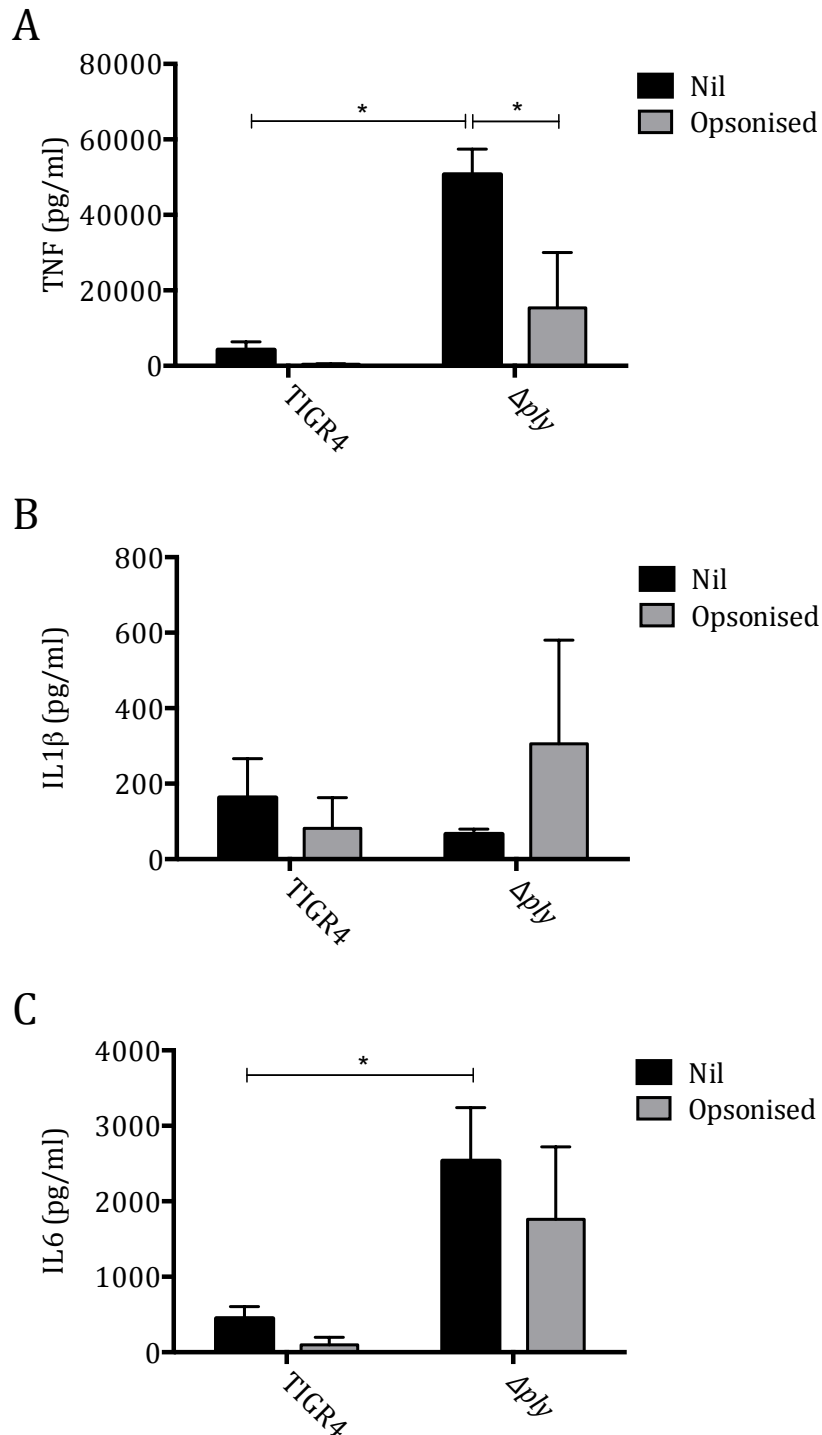 A
80000
60000
40000
20000
0
TNF (pg/ml)
*
*
Nil
Opsonised
TIGR4
Δply
B
800
600
400
200
0
IL1β (pg/ml)
Nil
Opsonised
TIGR4
Δply
C
4000
3000
2000
1000
0
IL6 (pg/ml)
*
Nil
Opsonised
TIGR4
Δply